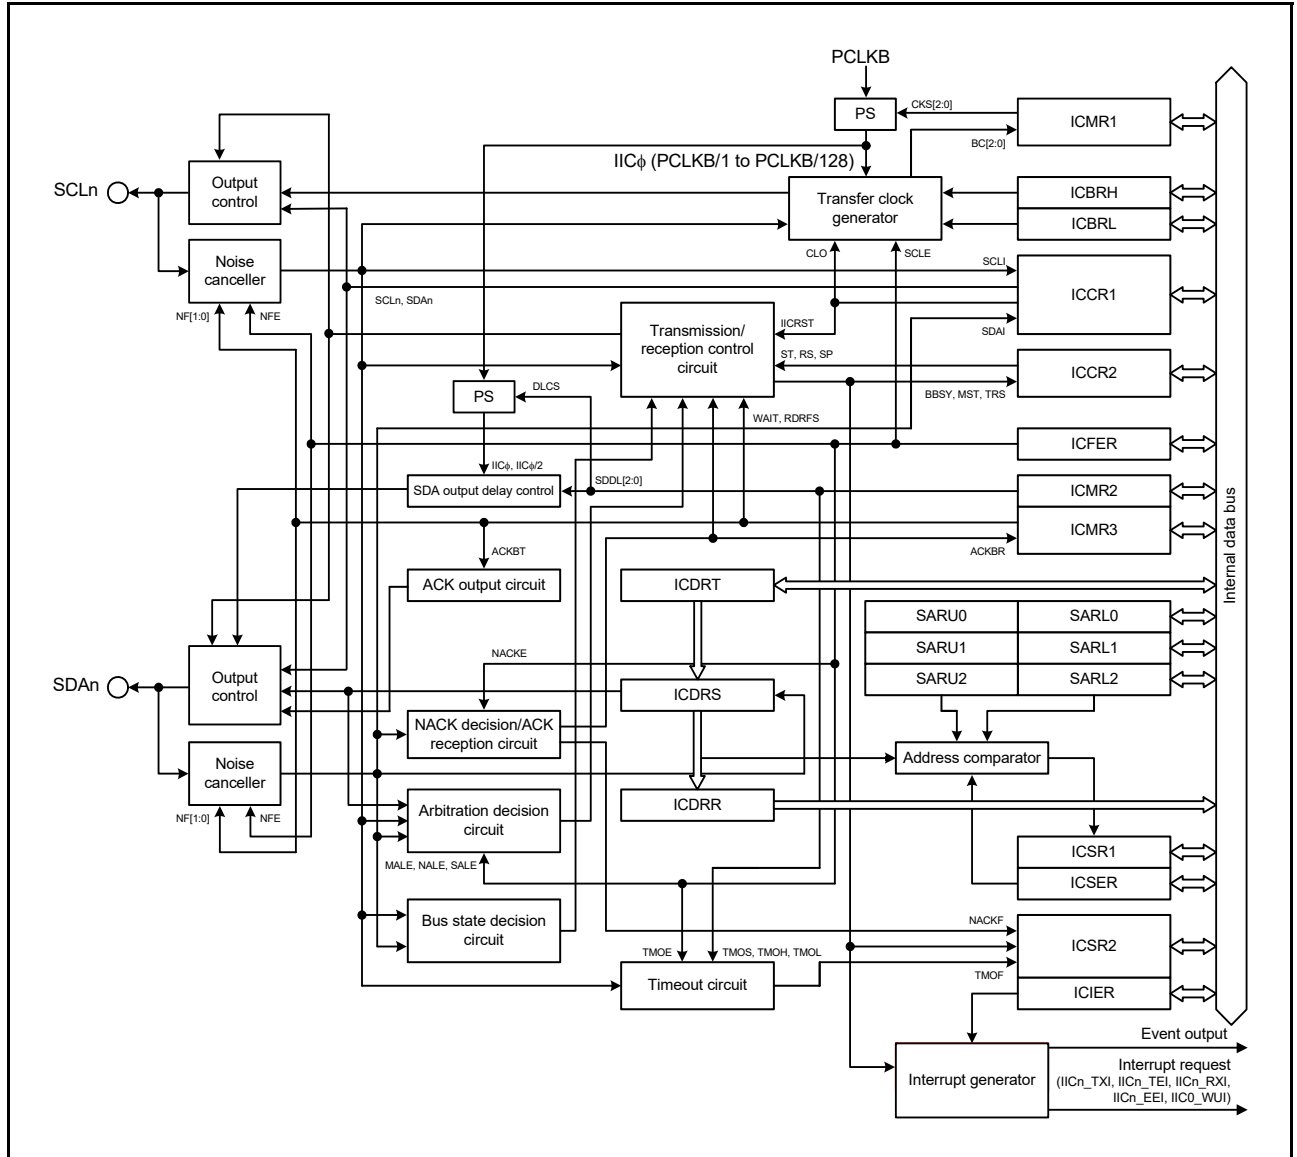 PCLKB
PS
CKS[2:0]
ICMR1
BC[2:0]
IICϕ (PCLKB/1 to PCLKB/128)
SCLn
Output
control
Transfer clock
generator
ICBRH
ICBRL
Noise
canceller
CLO
SCLE
SCLI
SCLn, SDAn
ICCR1
NF[1:0]
NFE
Transmission/
reception control
circuit
IICRST
SDAI
ST, RS, SP
ICCR2
BBSY, MST, TRS
PS
DLCS
WAIT, RDRFS
ICFER
IICϕ, IICϕ/2
SDA output delay control
SDDL[2:0]
ICMR2
ICMR3
ACKBT
ACKBR
ACK output circuit
ICDRT
Internal data bus
SARU0
SARL0
SARU1
SARL1
SARU2
SARL2
NACKE
SDAn
Output
control
ICDRS
NACK decision/ACK
reception circuit
Noise
canceller
Address comparator
NF[1:0]
NFE
Arbitration decision
circuit
ICDRR
MALE, NALE, SALE
ICSR1
ICSER
Bus state decision
circuit
NACKF
ICSR2
TMOE
TMOS, TMOH, TMOL
TMOF
Timeout circuit
ICIER
Event output
Interrupt generator
Interrupt request
(IICn_TXI, IICn_TEI, IICn_RXI,
IICn_EEI, IIC0_WUI)